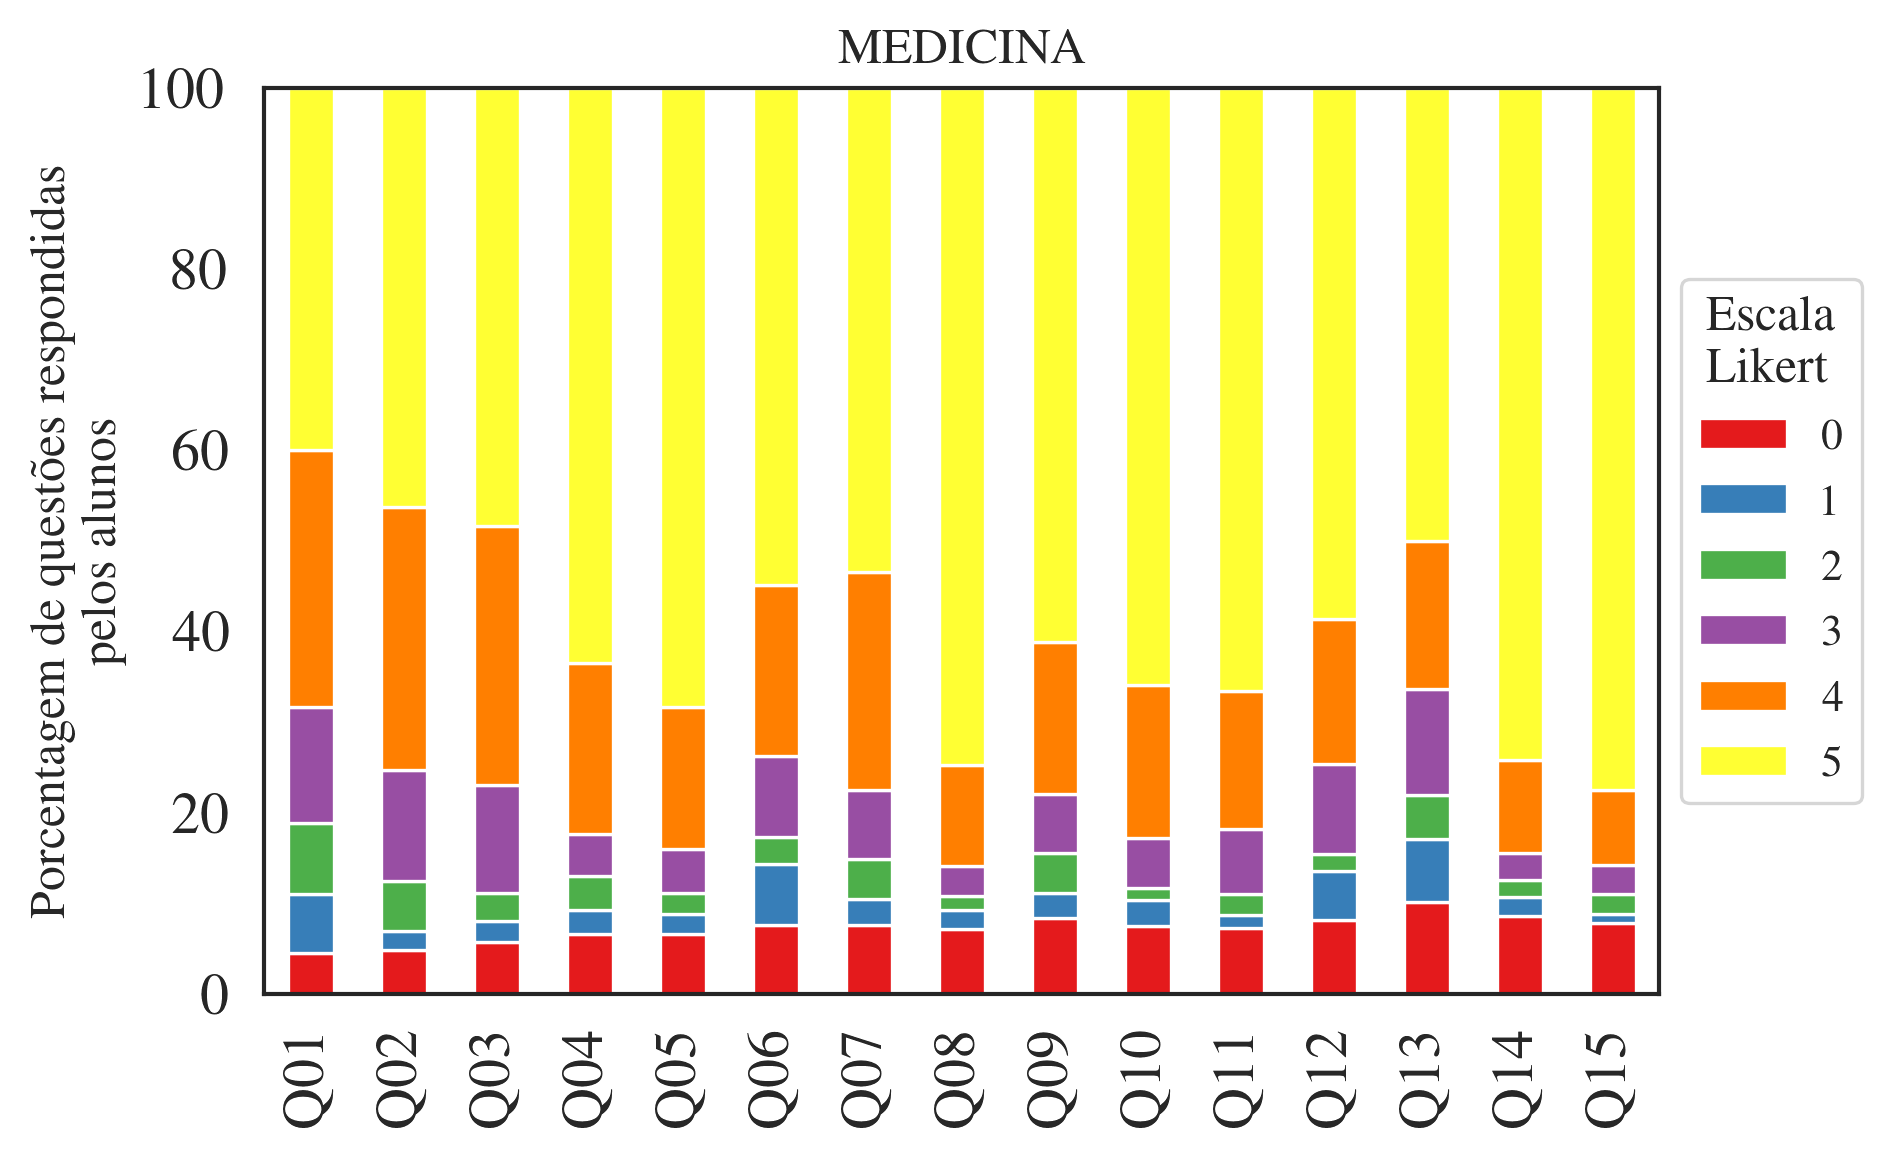 MEDICINA
Porcentagem de questões respondidas
pelos alunos
100
80
60
40
20
0
Q01
Q02
Q03
Q04
Q05
Q06
Q07
Q08
Q09
Q10
Q11
Q12
Q13
Q14
Q15
Escala
Likert
0
1
2
3
4
5